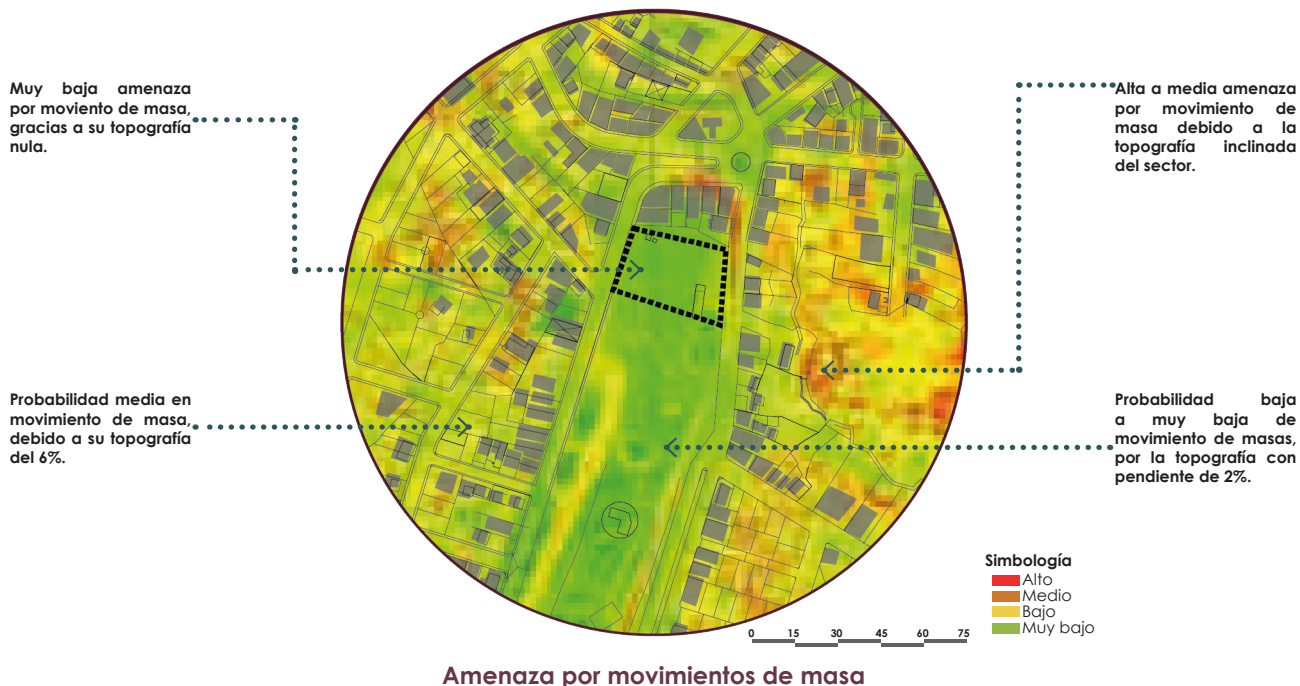 Muy baja amenaza
por moviento de masa,
gracias a su topografía
nula.
Alta a media amenaza
por movimiento de
masa debido a la
topografía inclinada
del sector.
Probabilidad media en
movimiento de masa,
debido a su topografía
del 6%.
Probabilidad baja
a muy baja de
movimiento de masas,
por la topografía con
pendiente de 2%.
Simbología
Alto
Medio
Bajo
Muy bajo
0 15 30 45 60 75
Amenaza por movimientos de masa